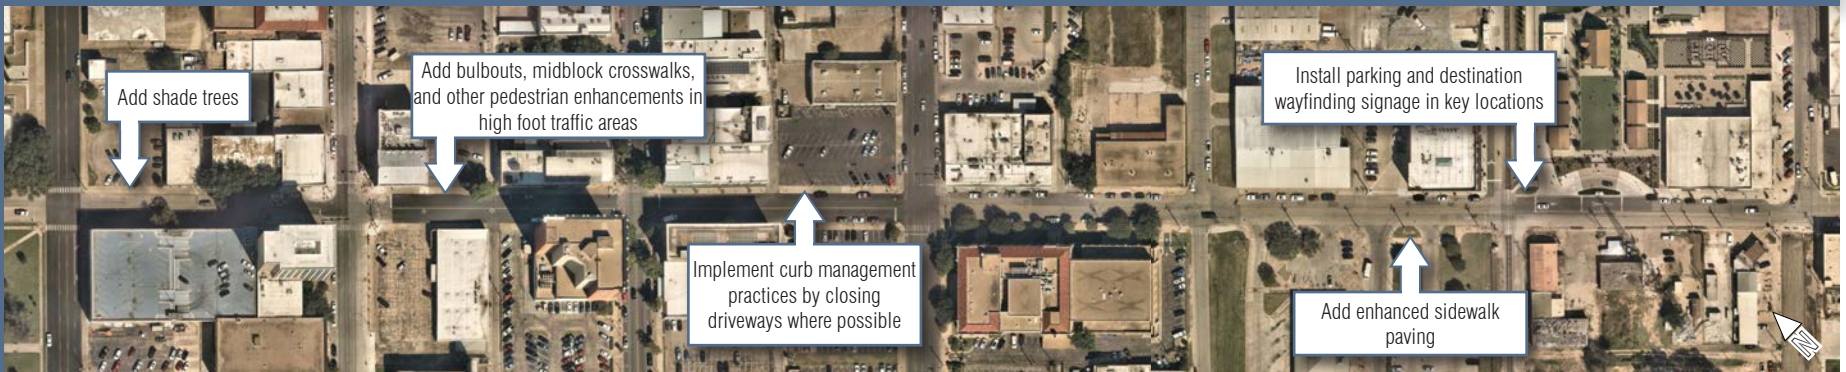 Add shade trees
Add bulbouts, midblock crosswalks,
and other pedestrian enhancements in
high foot traffic areas
Implement curb management
practices by closing
driveways where possible
Install parking and destination
wayfinding signage in key locations
Add enhanced sidewalk
paving
N